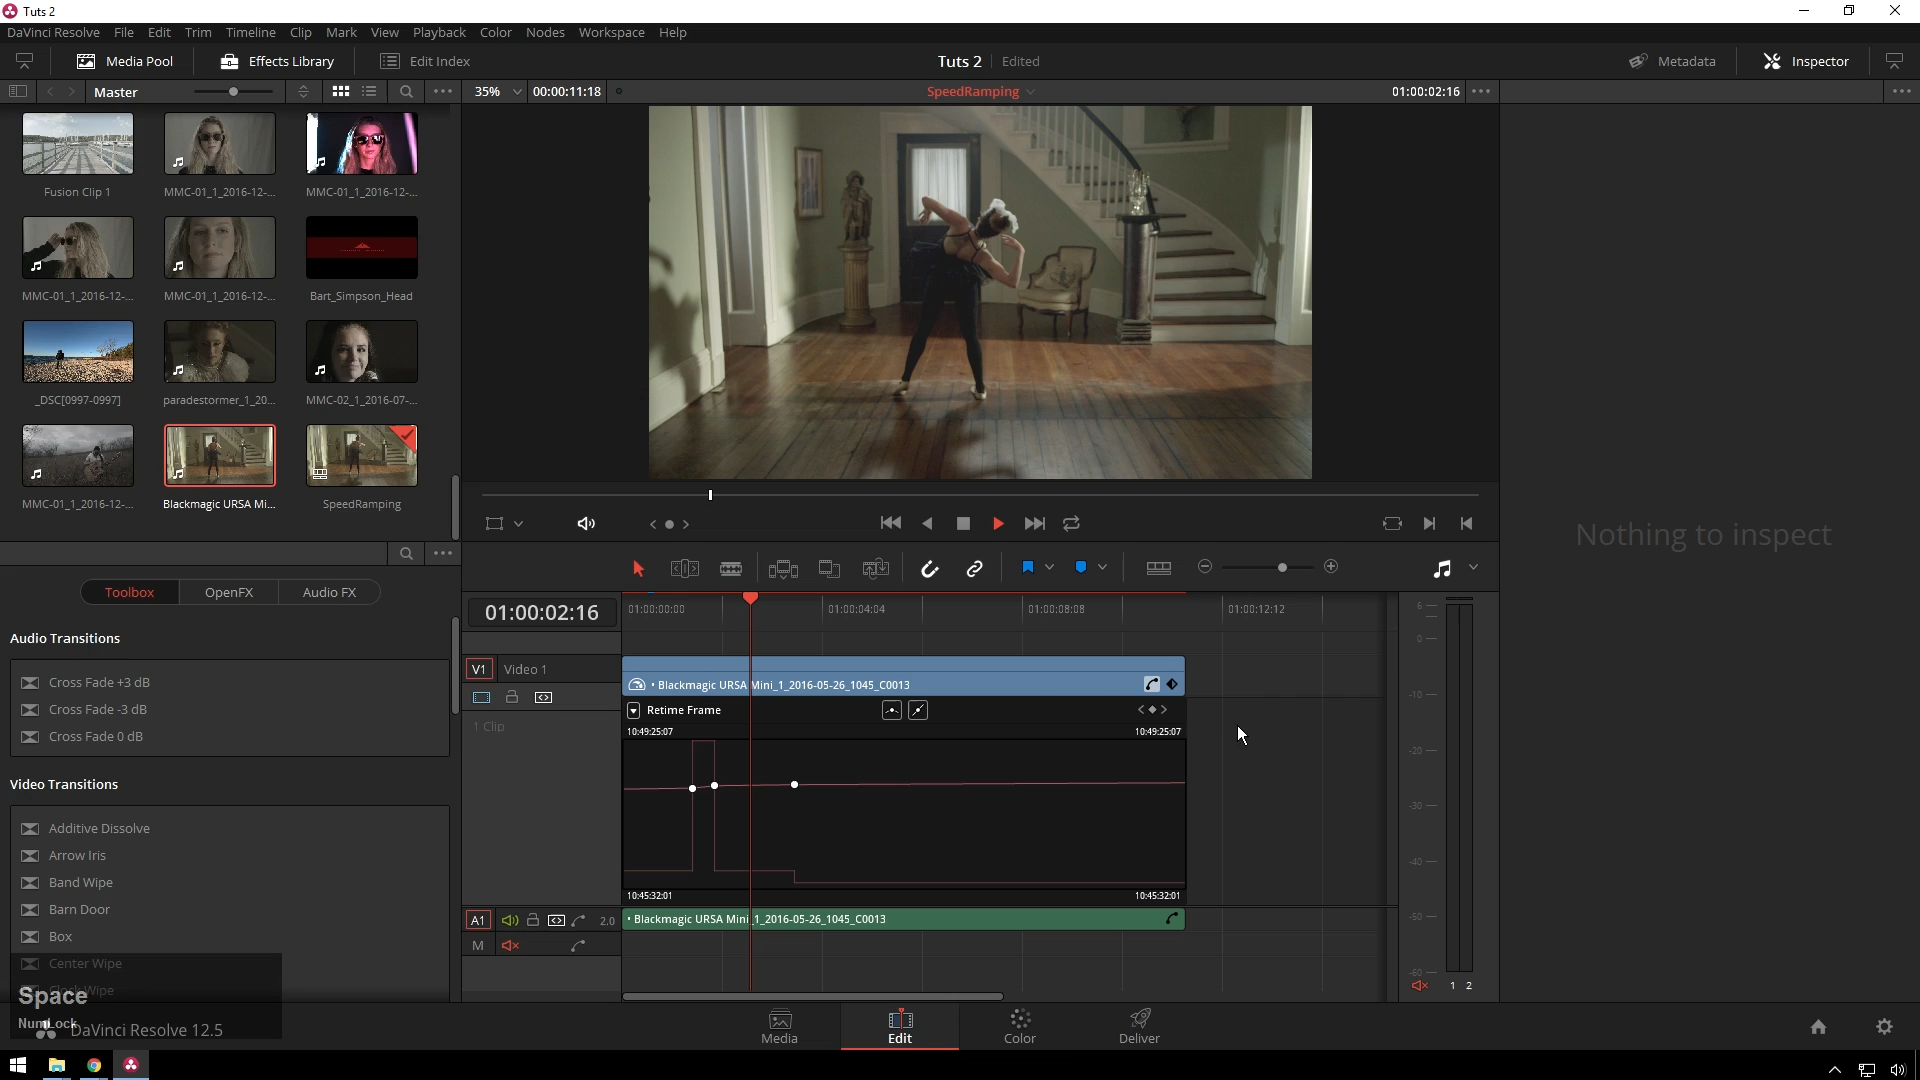 Tuts 2
DaVinci Resolve File Edit Trim Timeline Clip Mark View Playback Color Nodes Workspace Help
Media Pool Effects Library Edit Index Tuts 2 Edited Metadata Inspector
Master 35% 00:00:11:18 SpeedRamping 01:00:02:16
Fusion Clip 1 MMC-01_1_2016-12-... MMC-01_1_2016-12-...
MMC-01_1_2016-12-... MMC-01_1_2016-12-... Bart_Simpson_Head
_DSC[0997-0997] paradestormer_1_20... MMC-02_1_2016-07-...
MMC-01_1_2016-12-... Blackmagic URSA Mi... SpeedRamping
Nothing to inspect
Toolbox OpenFX Audio FX
Audio Transitions
Cross Fade +3 dB
Cross Fade -3 dB
Cross Fade 0 dB
Video Transitions
Additive Dissolve
Arrow Iris
Band Wipe
Barn Door
Box
Center Wipe
Clock Wipe
Space
NumLock
DaVinci Resolve 12.5
01:00:02:16 01:00:00:00 01:00:04:04 01:00:08:08 01:00:12:12
V1 Video 1
• Blackmagic URSA Mini_1_2016-05-26_1045_C0013
1 Clip
Retime Frame
10:49:25:07 10:49:25:07
10:45:32:01 10:45:32:01
A1 2.0 • Blackmagic URSA Mini_1_2016-05-26_1045_C0013
M
6
0
-10
-20
-30
-40
-50
-60
1 2
Media Edit Color Deliver